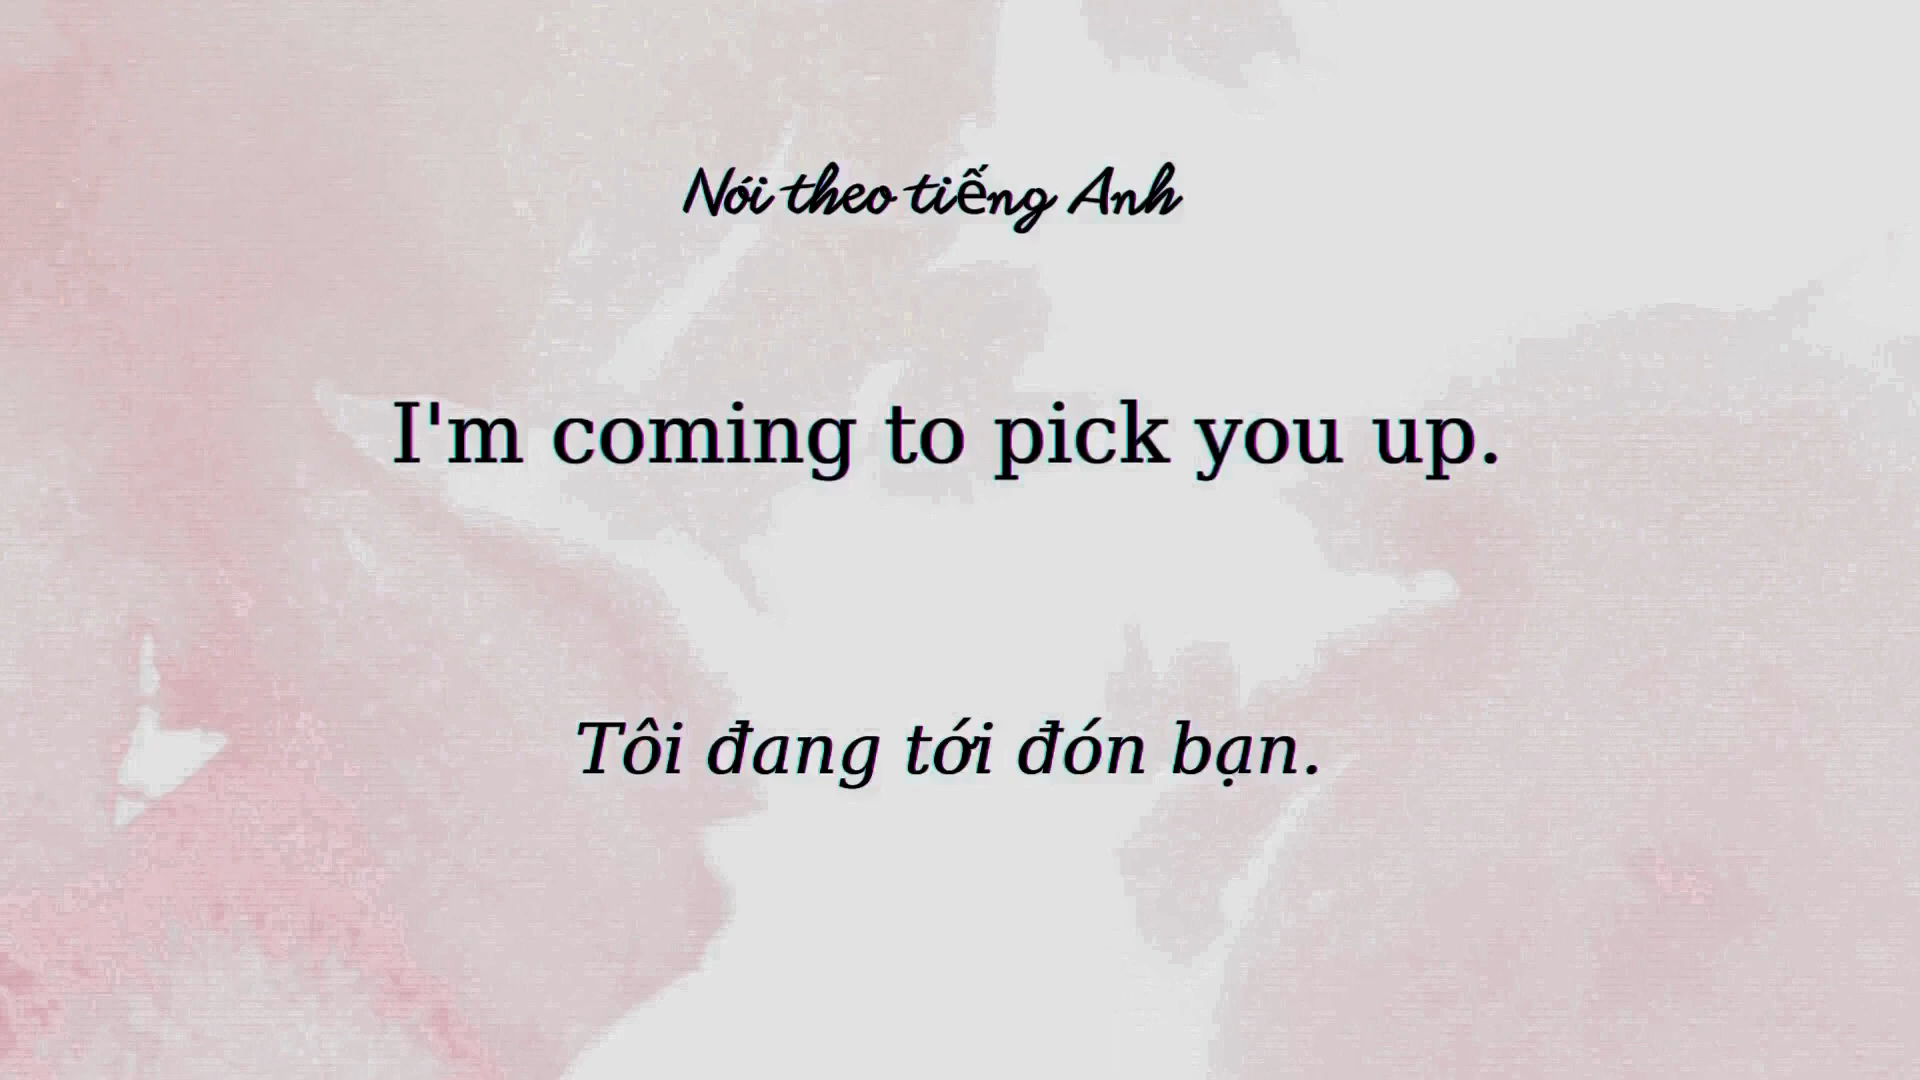 Nói theo tiếng Anh
I'm coming to pick you up.
Tôi đang tới đón bạn.